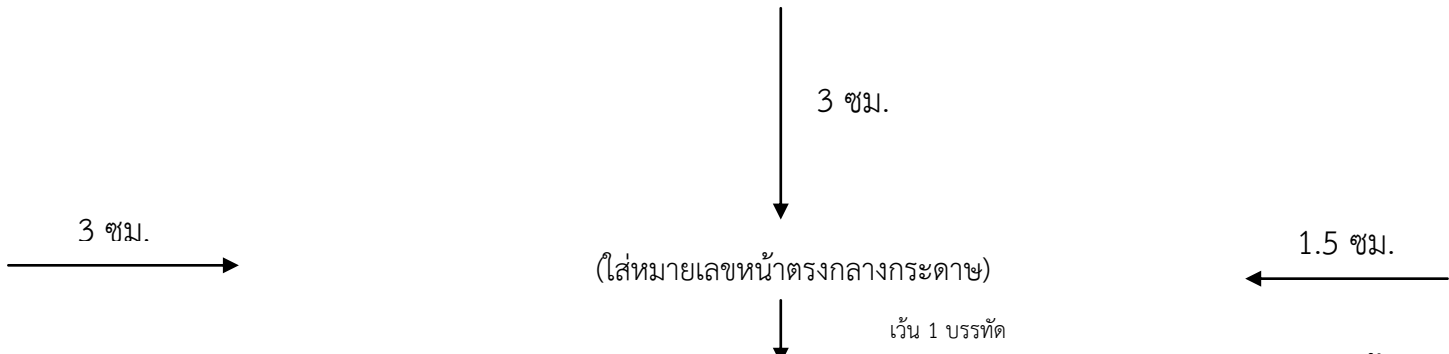 3 ซม.
3 ซม.
1.5 ซม.
(ใส่หมายเลขหน้าตรงกลางกระดาษ)
เว้น 1 บรรทัด